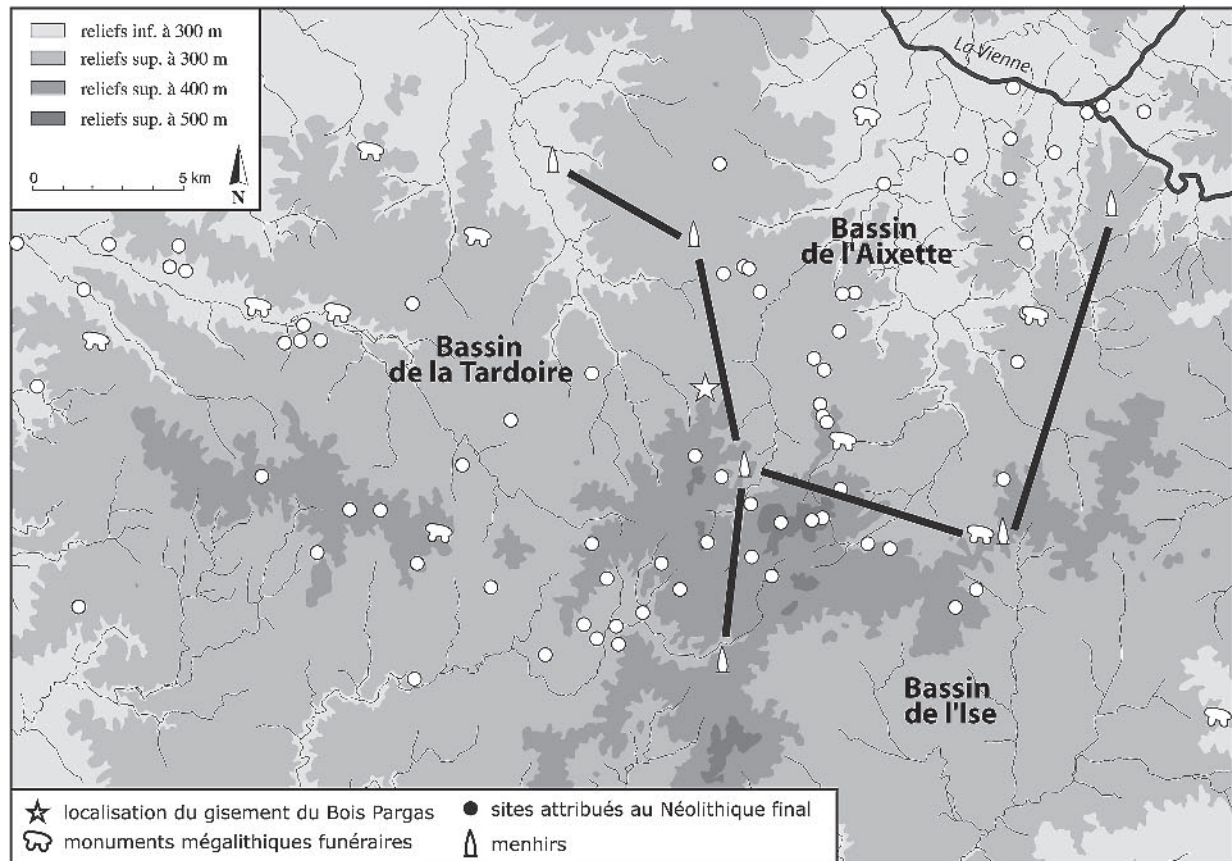 reliefs inf. à 300 m
reliefs sup. à 300 m
reliefs sup. à 400 m
reliefs sup. à 500 m
0
5 km
N
La Vienne
Bassin
de l'Aixette
Bassin
de la Tardoire
Bassin
de l'Ise
localisation du gisement du Bois Pargas
sites attribués au Néolithique final
monuments mégalithiques funéraires
menhirs